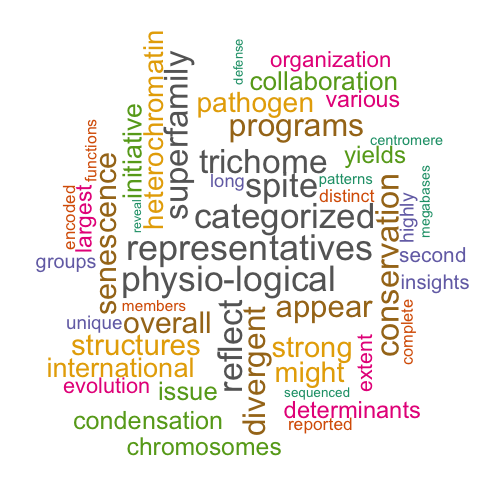 defense
organization
collaboration
heterochromatin
superfamily
pathogen
various
programs
centromere
functions
initiative
trichome
yields
long
spite
patterns
distinct
megabases
senescence
encoded
largest
reveal
categorized
conservation
highly
groups
representatives
second
physio-logical
insights
members
appear
unique
overall
reflect
divergent
complete
structures
strong
extent
international
might
evolution
issue
sequenced
condensation
determinants
reported
chromosomes